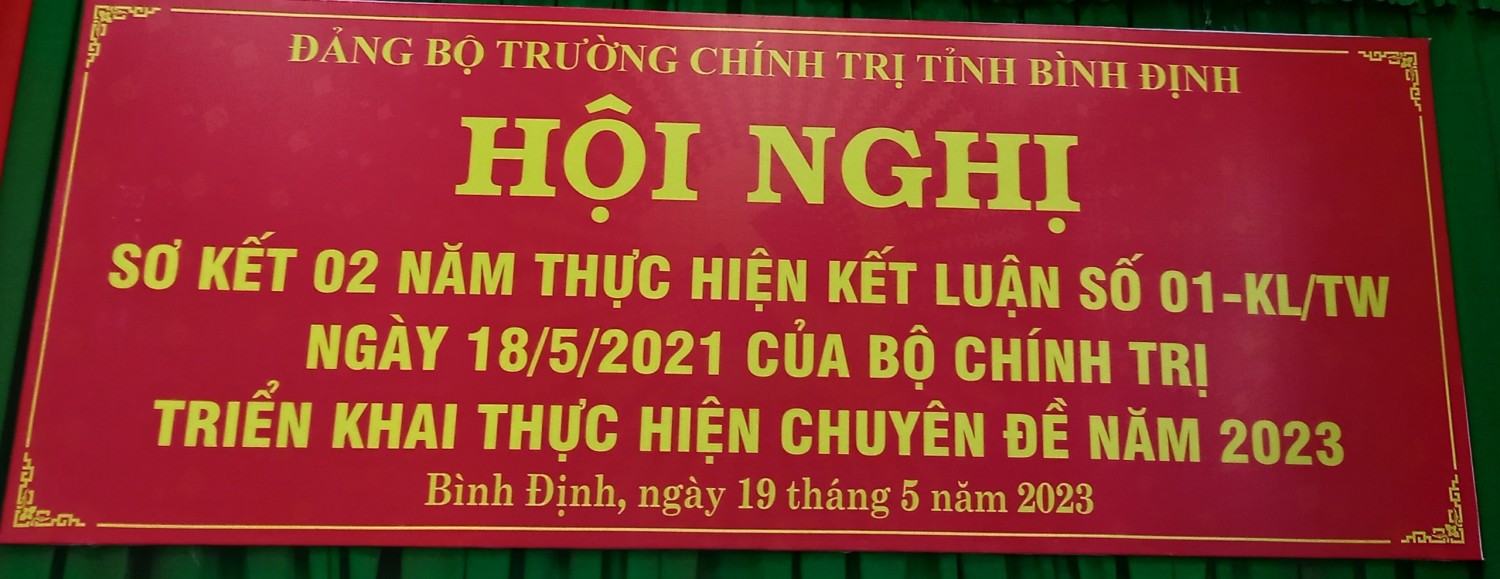 ĐẢNG BỘ TRƯỜNG CHÍNH TRỊ TỈNH BÌNH ĐỊNH
HỘI NGHỊ
SƠ KẾT 02 NĂM THỰC HIỆN KẾT LUẬN SỐ 01-KL/TW
NGÀY 18/5/2021 CỦA BỘ CHÍNH TRỊ
TRIỂN KHAI THỰC HIỆN CHUYÊN ĐỀ NĂM 2023
Bình Định, ngày 19 tháng 5 năm 2023